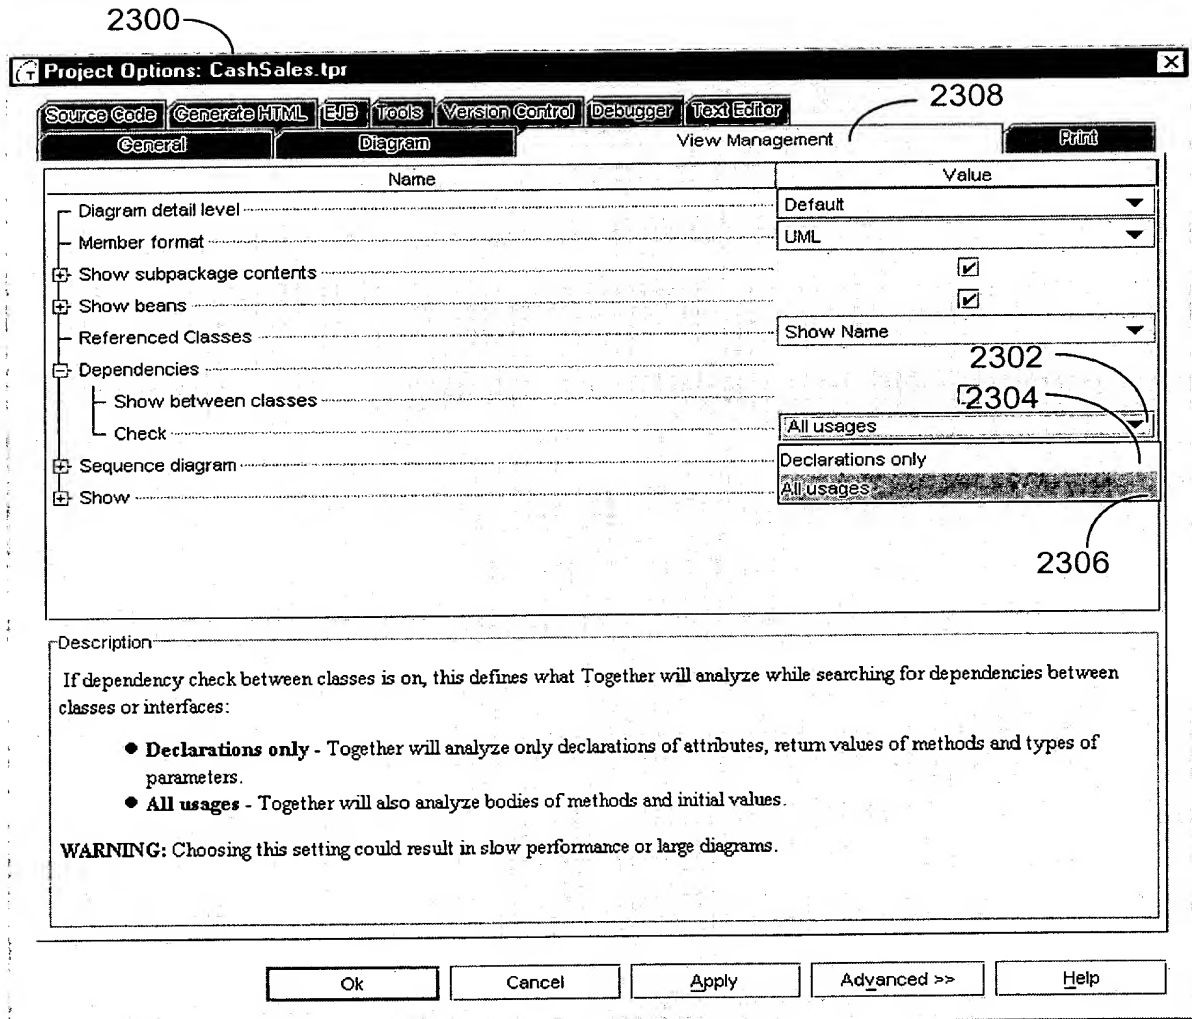 2300
Project Options: CashSales.tpr
Source Code Generate HTML EJB Tools Version Control Debugger Text Editor 2308
General Diagram View Management Print
Name Value
Diagram detail level Default
Member format UML
Show subpackage contents
Show beans
Referenced Classes Show Name
Dependencies 2302
Show between classes 2304
Check All usages
Declarations only
Sequence diagram
All usages
Show
2306
Description
If dependency check between classes is on, this defines what Together will analyze while searching for dependencies between
classes or interfaces:
● Declarations only - Together will analyze only declarations of attributes, return values of methods and types of
parameters.
● All usages - Together will also analyze bodies of methods and initial values.
WARNING: Choosing this setting could result in slow performance or large diagrams.
Ok Cancel Apply Advanced >> Help